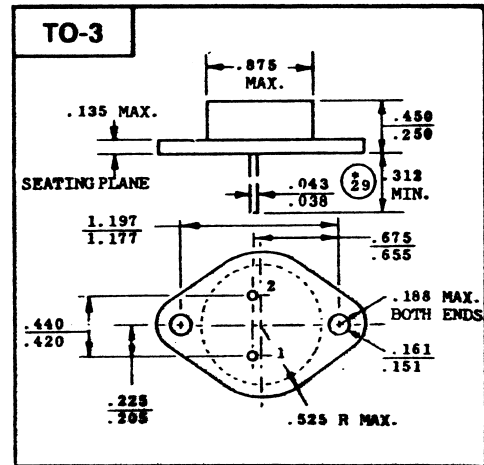 TO-3
.875
MAX.
.135 MAX.
.450
.250
SEATING PLANE
.043
.038
*
29
.312
MIN.
1.197
1.177
.675
.655
2
.188 MAX.
BOTH ENDS
.440
.420
1
.161
.151
.225
.205
.525 R MAX.